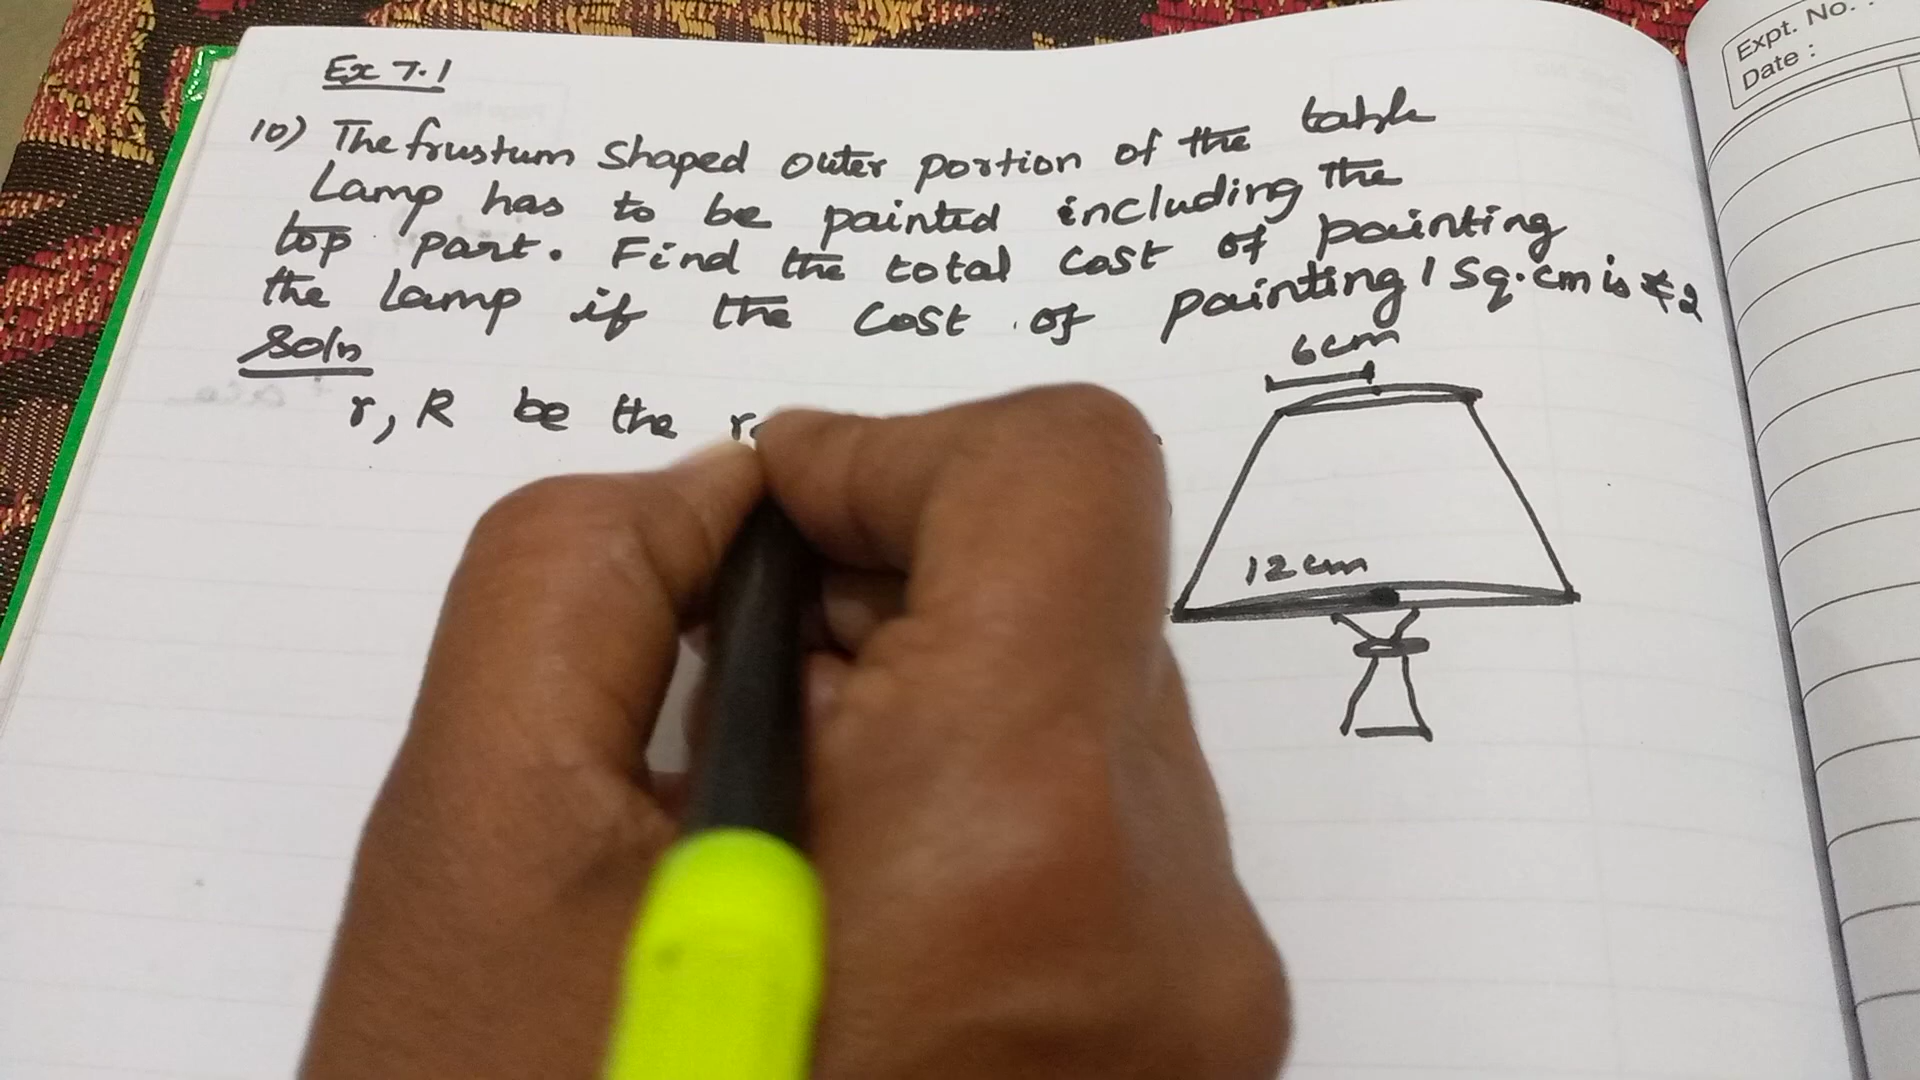 Ex 7.1
10) The frustum shaped outer portion of the table
Lamp has to be painted including the
top part. Find the total cost of painting
the lamp if the cost of painting 1 Sq.cm is ₹2
Soln
r, R be the
6cm
12cm
Expt. No. :
Date :